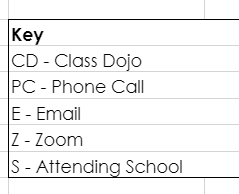 Key
CD - Class Dojo
PC - Phone Call
E - Email
Z - Zoom
S - Attending School